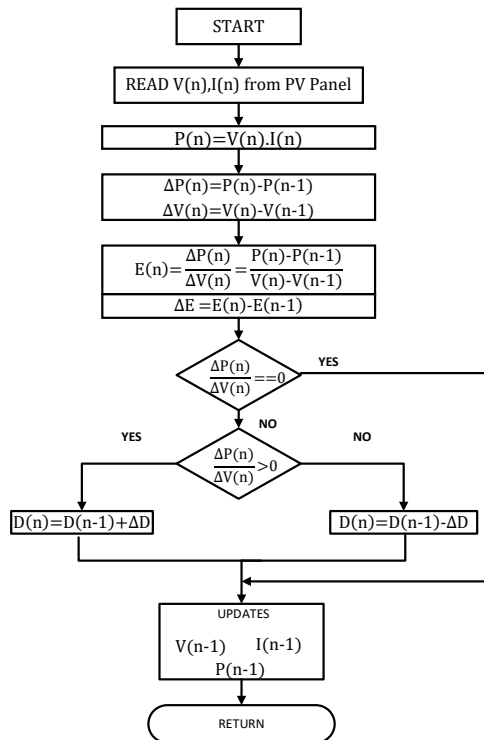 START
READ V(n),I(n) from PV Panel
P(n)=V(n).I(n)
ΔP(n)=P(n)-P(n-1)
ΔV(n)=V(n)-V(n-1)
E(n)=ΔP(n)/ΔV(n)=P(n)-P(n-1)/V(n)-V(n-1)
ΔE =E(n)-E(n-1)
YES
ΔP(n)/ΔV(n)==0
NO
YES
NO
ΔP(n)/ΔV(n)>0
D(n)=D(n-1)+ΔD
D(n)=D(n-1)-ΔD
UPDATES
V(n-1) I(n-1)
P(n-1)
RETURN